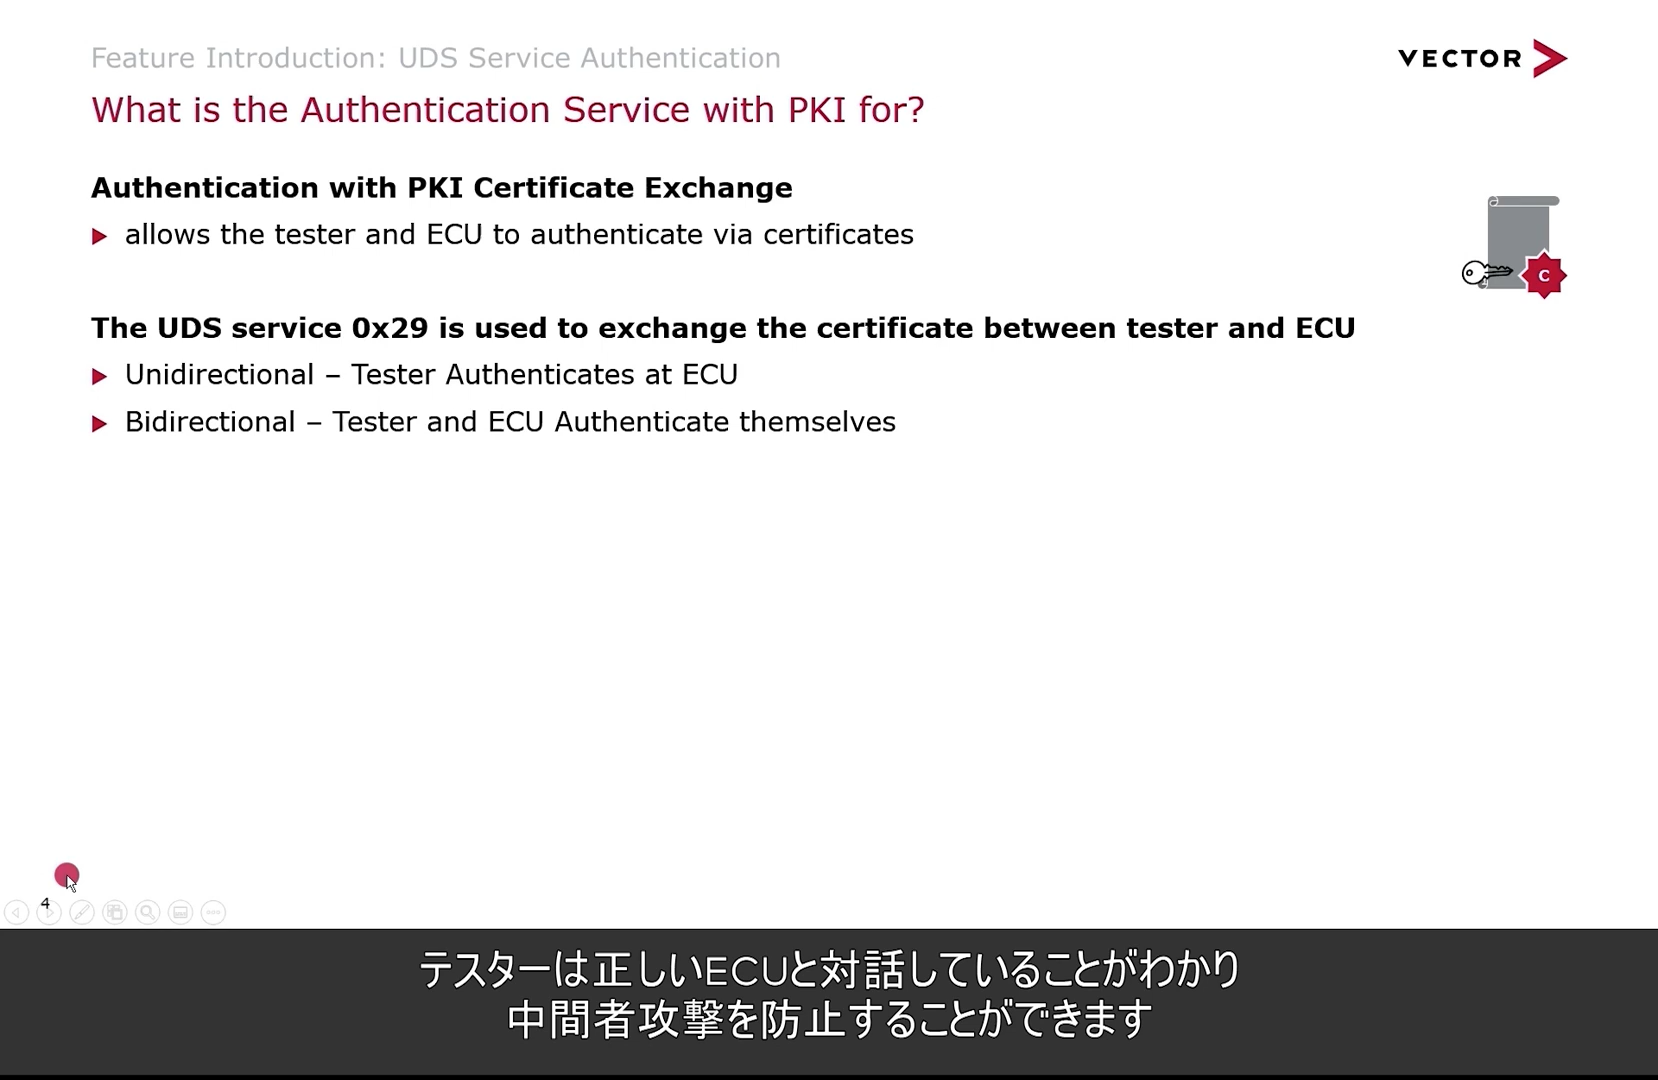 Feature Introduction: UDS Service Authentication
VECTOR
What is the Authentication Service with PKI for?
Authentication with PKI Certificate Exchange
allows the tester and ECU to authenticate via certificates
C
The UDS service 0x29 is used to exchange the certificate between tester and ECU
Unidirectional – Tester Authenticates at ECU
Bidirectional – Tester and ECU Authenticate themselves
4
テスターは正しいECUと対話していることがわかり
中間者攻撃を防止することができます